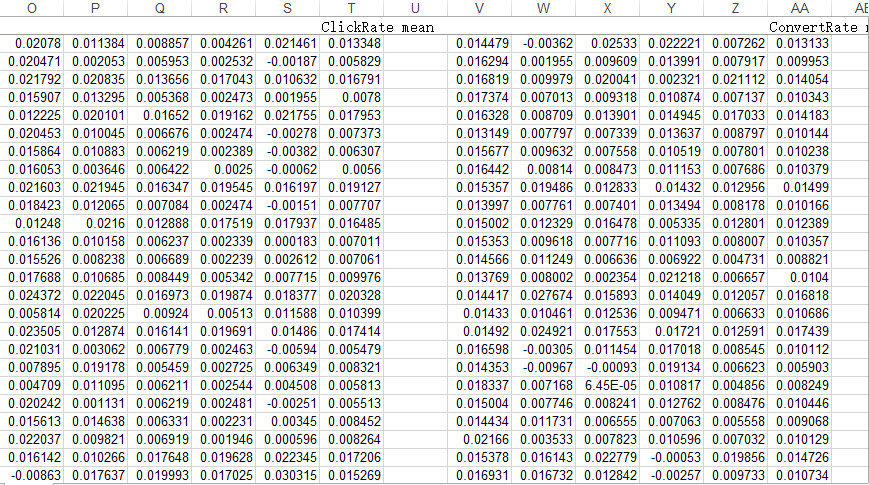 O P Q R S T U V W X Y Z AA AB
ClickRate mean ConvertRate
0.02078 0.011384 0.008857 0.004261 0.021461 0.013348 0.014479 -0.00362 0.02533 0.022221 0.007262 0.013133
0.020471 0.002053 0.005953 0.002532 -0.00187 0.005829 0.016294 0.001955 0.009609 0.013991 0.007917 0.009953
0.021792 0.020835 0.013656 0.017043 0.010632 0.016791 0.016819 0.009979 0.020041 0.002321 0.021112 0.014054
0.015907 0.013295 0.005368 0.002473 0.001955 0.0078 0.017374 0.007013 0.009318 0.010874 0.007137 0.010343
0.012225 0.020101 0.01652 0.019162 0.021755 0.017953 0.016328 0.008709 0.013901 0.014945 0.017033 0.014183
0.020453 0.010045 0.006676 0.002474 -0.00278 0.007373 0.013149 0.007797 0.007339 0.013637 0.008797 0.010144
0.015864 0.010883 0.006219 0.002389 -0.00382 0.006307 0.015677 0.009632 0.007558 0.010519 0.007801 0.010238
0.016053 0.003646 0.006422 0.0025 -0.00062 0.0056 0.016442 0.00814 0.008473 0.011153 0.007686 0.010379
0.021603 0.021945 0.016347 0.019545 0.016197 0.019127 0.015357 0.019486 0.012833 0.01432 0.012956 0.01499
0.018423 0.012065 0.007084 0.002474 -0.00151 0.007707 0.013997 0.007761 0.007401 0.013494 0.008178 0.010166
0.01248 0.0216 0.012888 0.017519 0.017937 0.016485 0.015002 0.012329 0.016478 0.005335 0.012801 0.012389
0.016136 0.010158 0.006237 0.002339 0.000183 0.007011 0.015353 0.009618 0.007716 0.011093 0.008007 0.010357
0.015526 0.008238 0.006689 0.002239 0.002612 0.007061 0.014566 0.011249 0.006636 0.006922 0.004731 0.008821
0.017688 0.010685 0.008449 0.005342 0.007715 0.009976 0.013769 0.008002 0.002354 0.021218 0.006657 0.0104
0.024372 0.022045 0.016973 0.019874 0.018377 0.020328 0.014417 0.027674 0.015893 0.014049 0.012057 0.016818
0.005814 0.020225 0.00924 0.00513 0.011588 0.010399 0.01433 0.010461 0.012536 0.009471 0.006633 0.010686
0.023505 0.012874 0.016141 0.019691 0.01486 0.017414 0.01492 0.024921 0.017553 0.01721 0.012591 0.017439
0.021031 0.003062 0.006779 0.002463 -0.00594 0.005479 0.016598 -0.00305 0.011454 0.017018 0.008545 0.010112
0.007895 0.019178 0.005459 0.002725 0.006349 0.008321 0.014353 -0.00967 -0.00093 0.019134 0.006623 0.005903
0.004709 0.011095 0.006211 0.002544 0.004508 0.005813 0.018337 0.007168 6.45E-05 0.010817 0.004856 0.008249
0.020242 0.001131 0.006219 0.002481 -0.00251 0.005513 0.015004 0.007746 0.008241 0.012762 0.008476 0.010446
0.015613 0.014638 0.006331 0.002231 0.00345 0.008452 0.014434 0.011731 0.006555 0.007063 0.005558 0.009068
0.022037 0.009821 0.006919 0.001946 0.000596 0.008264 0.02166 0.003533 0.007823 0.010596 0.007032 0.010129
0.016142 0.010266 0.017648 0.019628 0.022345 0.017206 0.015378 0.016143 0.022779 -0.00053 0.019856 0.014726
-0.00863 0.017637 0.019993 0.017025 0.030315 0.015269 0.016931 0.016732 0.012842 -0.00257 0.009733 0.010734